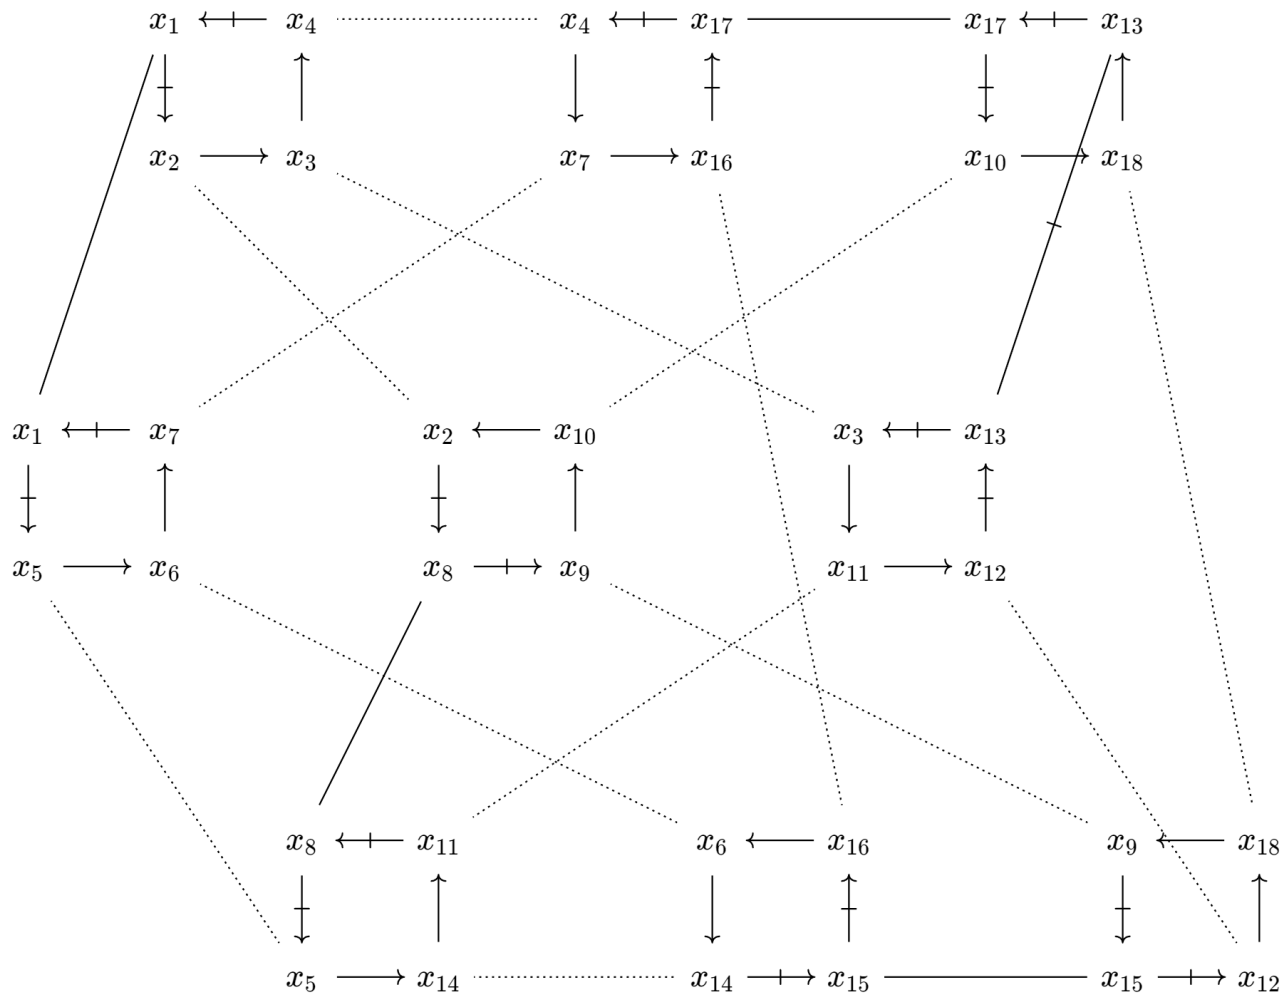 x1 x4 x4 x17 x17 x13
x2 x3 x7 x16 x10 x18
x1 x7 x2 x10 x3 x13
x5 x6 x8 x9 x11 x12
x8 x11 x6 x16 x9 x18
x5 x14 x14 x15 x15 x12